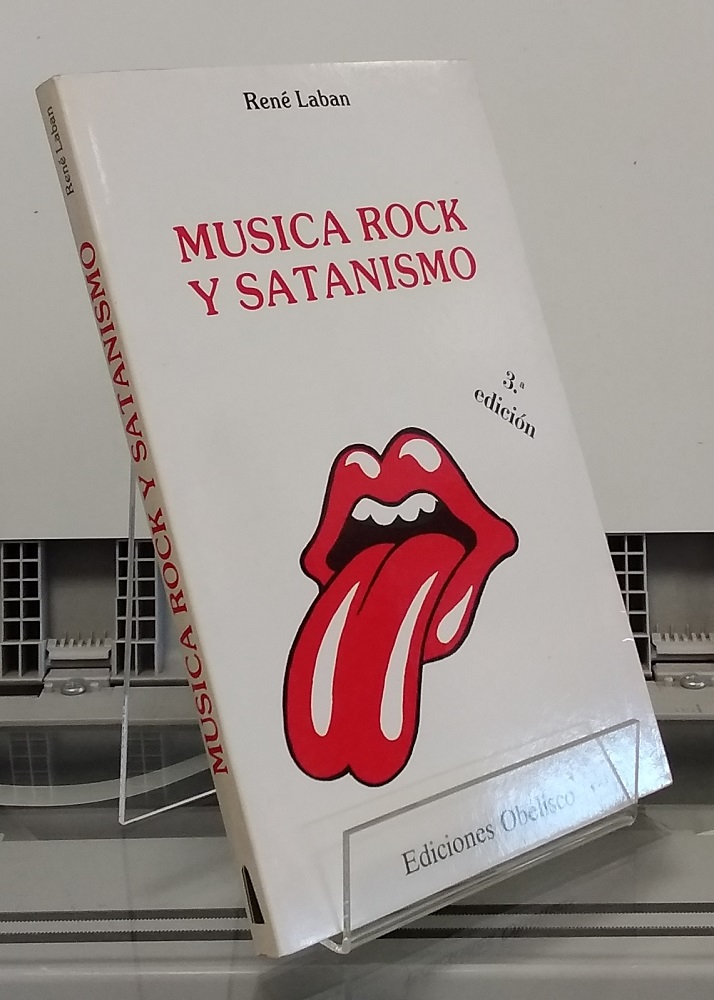 René Laban
MUSICA ROCK
Y SATANISMO
3.ª
edición
Ediciones Obelisco
René Laban
MUSICA ROCK Y SATANISMO